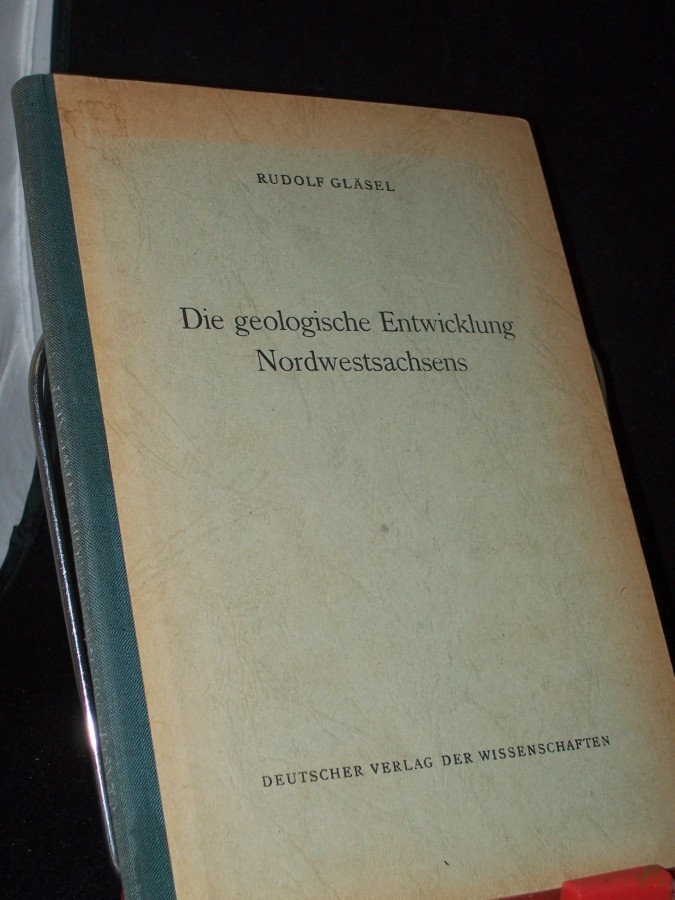 RUDOLF GLÄSEL
Die geologische Entwicklung
Nordwestsachsens
DEUTSCHER VERLAG DER WISSENSCHAFTEN